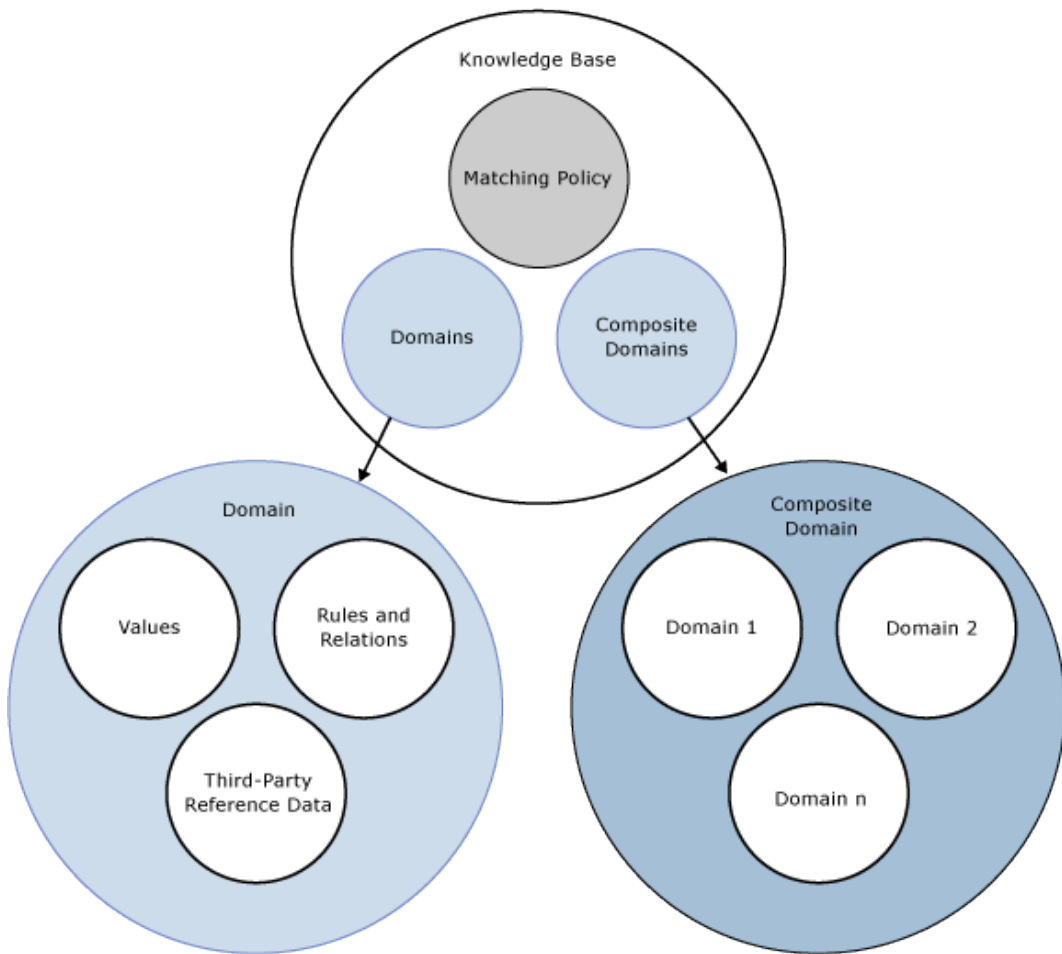 Knowledge Base
Matching Policy
Domains
Composite
Domains
Domain
Values
Rules and
Relations
Third-Party
Reference Data
Composite
Domain
Domain 1
Domain 2
Domain n